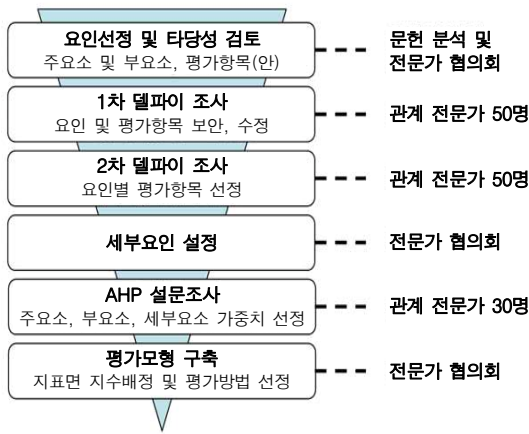 요인선정 및 타당성 검토
주요소 및 부요소, 평가항목(안)
문헌 분석 및
전문가 협의회
1차 델파이 조사
요인 및 평가항목 보안, 수정
관계 전문가 50명
2차 델파이 조사
요인별 평가항목 선정
관계 전문가 50명
세부요인 설정
전문가 협의회
AHP 설문조사
주요소, 부요소, 세부요소 가중치 선정
관계 전문가 30명
평가모형 구축
지표면 지수배정 및 평가방법 선정
전문가 협의회